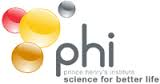 phi
prince henry's institute
science for better life